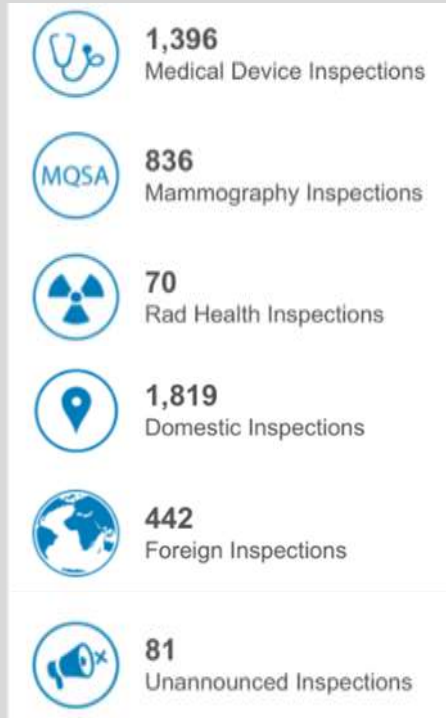 1,396
Medical Device Inspections
MQSA
836
Mammography Inspections
70
Rad Health Inspections
1,819
Domestic Inspections
442
Foreign Inspections
81
Unannounced Inspections